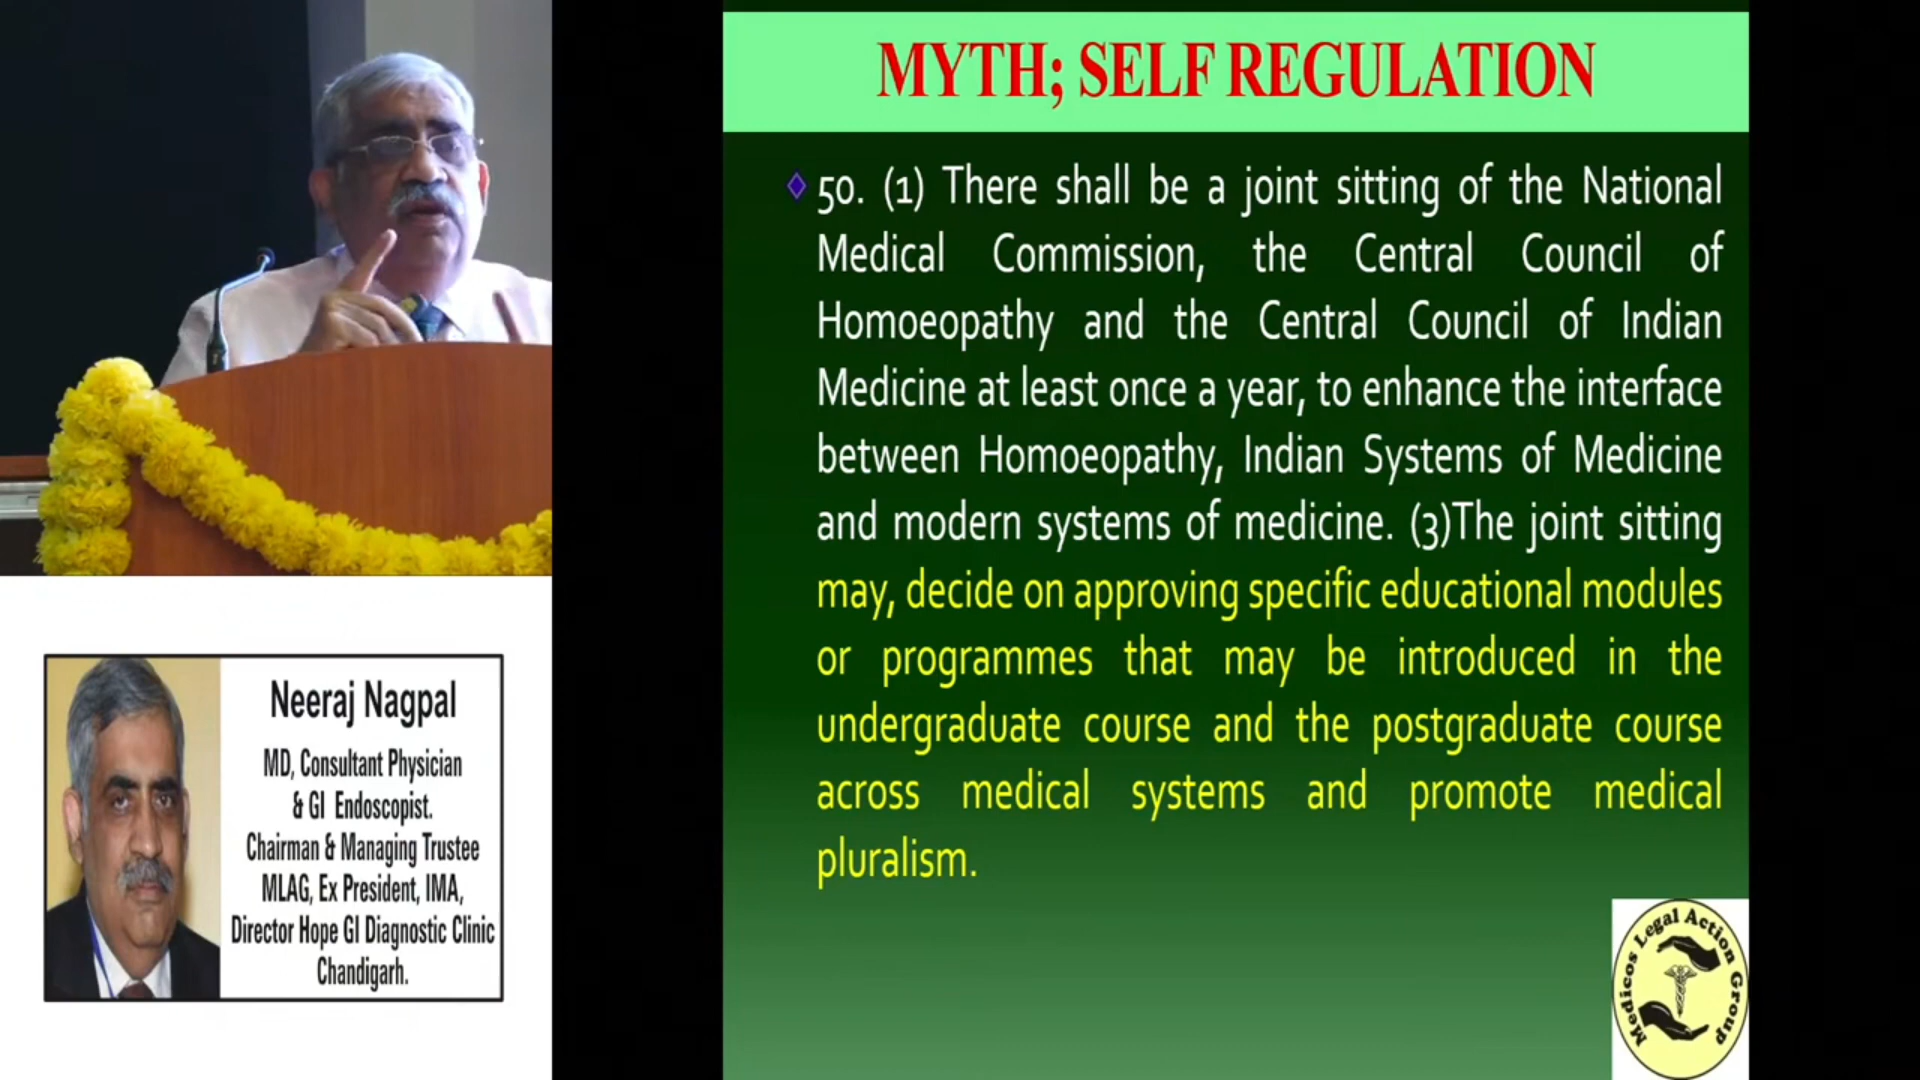 MYTH; SELF REGULATION
50. (1) There shall be a joint sitting of the National
Medical Commission, the Central Council of
Homoeopathy and the Central Council of Indian
Medicine at least once a year, to enhance the interface
between Homoeopathy, Indian Systems of Medicine
and modern systems of medicine. (3)The joint sitting
may, decide on approving specific educational modules
or programmes that may be introduced in the
undergraduate course and the postgraduate course
across medical systems and promote medical
pluralism.
Neeraj Nagpal
MD, Consultant Physician
& GI Endoscopist.
Chairman & Managing Trustee
MLAG, Ex President, IMA,
Director Hope GI Diagnostic Clinic
Chandigarh.
Medicos Legal Action Group